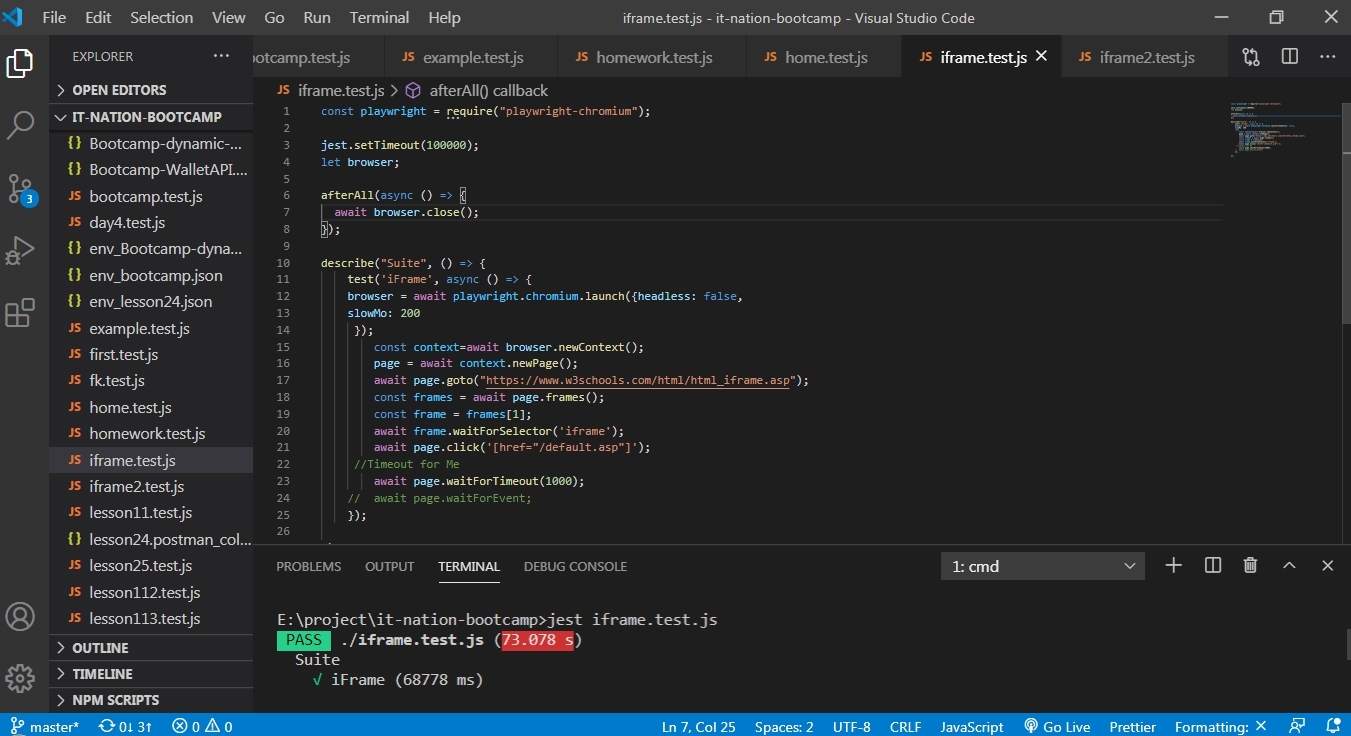 File Edit Selection View Go Run Terminal Help iframe.test.js - it-nation-bootcamp - Visual Studio Code
EXPLORER ···
OPEN EDITORS
IT-NATION-BOOTCAMP
{} Bootcamp-dynamic-...
{} Bootcamp-WalletAPI....
JS bootcamp.test.js
JS day4.test.js
{} env_Bootcamp-dyna...
{} env_bootcamp.json
{} env_lesson24.json
JS example.test.js
JS first.test.js
JS fk.test.js
JS home.test.js
JS homework.test.js
JS iframe.test.js
JS iframe2.test.js
JS lesson11.test.js
{} lesson24.postman_col...
JS lesson25.test.js
JS lesson112.test.js
JS lesson113.test.js
OUTLINE
TIMELINE
NPM SCRIPTS
3
ootcamp.test.js JS example.test.js JS homework.test.js JS home.test.js JS iframe.test.js JS iframe2.test.js
JS iframe.test.js > afterAll() callback
1 const playwright = require("playwright-chromium");
2
3 jest.setTimeout(100000);
4 let browser;
5
6 afterAll(async () => {
7 await browser.close();
8 });
9
10 describe("Suite", () => {
11 test('iFrame', async () => {
12 browser = await playwright.chromium.launch({headless: false,
13 slowMo: 200
14 });
15 const context=await browser.newContext();
16 page = await context.newPage();
17 await page.goto("https://www.w3schools.com/html/html_iframe.asp");
18 const frames = await page.frames();
19 const frame = frames[1];
20 await frame.waitForSelector('iframe');
21 await page.click('[href="/default.asp"]');
22 //Timeout for Me
23 await page.waitForTimeout(1000);
24 // await page.waitForEvent;
25 });
26
PROBLEMS OUTPUT TERMINAL DEBUG CONSOLE 1: cmd
E:\project\it-nation-bootcamp>jest iframe.test.js
PASS ./iframe.test.js (73.078 s)
Suite
√ iFrame (68778 ms)
master* 0↓ 3↑ 0 0 Ln 7, Col 25 Spaces: 2 UTF-8 CRLF JavaScript Go Live Prettier Formatting: ×